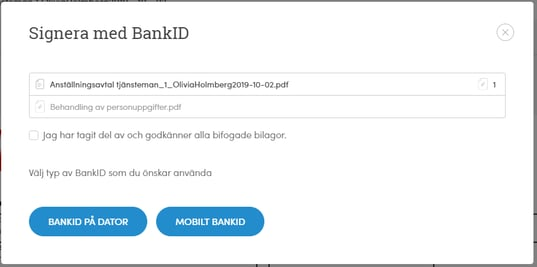 Signera med BankID
Anställningsavtal tjänsteman_1_OliviaHolmberg2019-10-02.pdf 1
Behandling av personuppgifter.pdf
Jag har tagit del av och godkänner alla bifogade bilagor.
Välj typ av BankID som du önskar använda
BANKID PÅ DATOR MOBILT BANKID